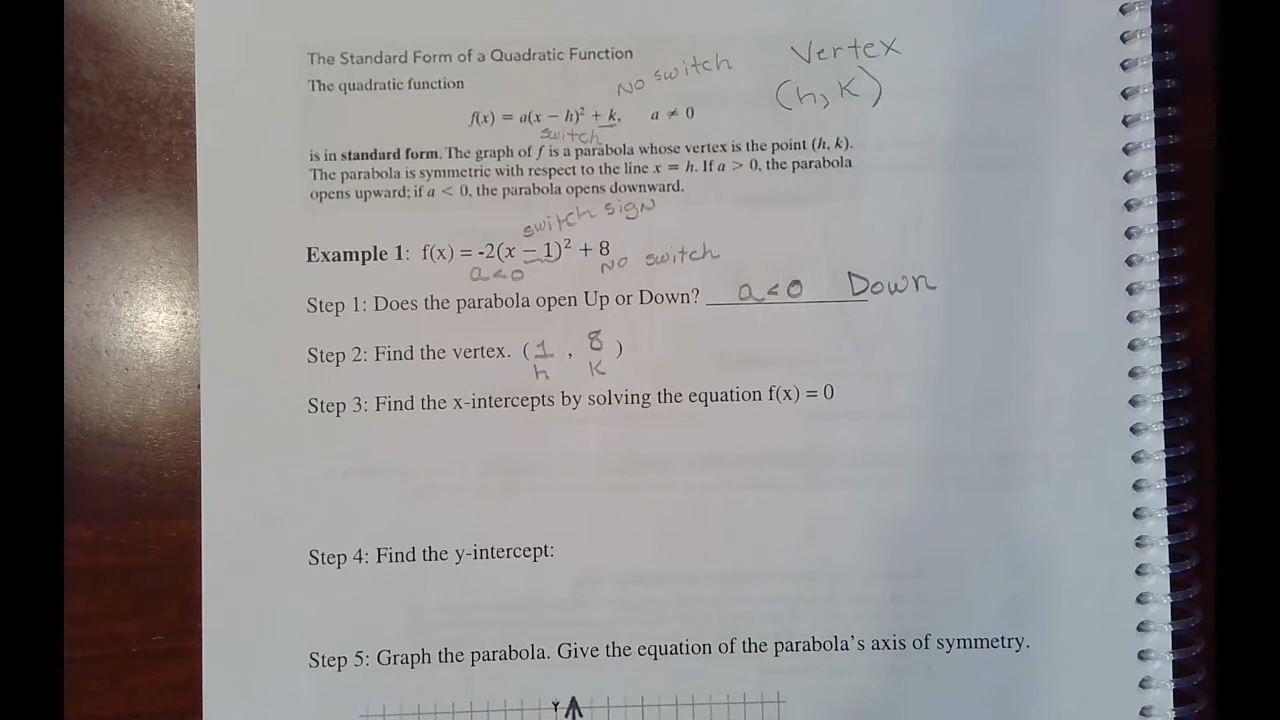 The Standard Form of a Quadratic Function
Vertex
The quadratic function
No switch
(h, k)
f(x) = a(x − h)² + k, a ≠ 0
switch
is in standard form. The graph of f is a parabola whose vertex is the point (h, k).
The parabola is symmetric with respect to the line x = h. If a > 0, the parabola
opens upward; if a < 0, the parabola opens downward.
switch sign
Example 1: f(x) = -2(x − 1)² + 8
a<0
No switch
Step 1: Does the parabola open Up or Down? a<0 Down
Step 2: Find the vertex. (1, 8)
h k
Step 3: Find the x-intercepts by solving the equation f(x) = 0
Step 4: Find the y-intercept:
Step 5: Graph the parabola. Give the equation of the parabola's axis of symmetry.
Y